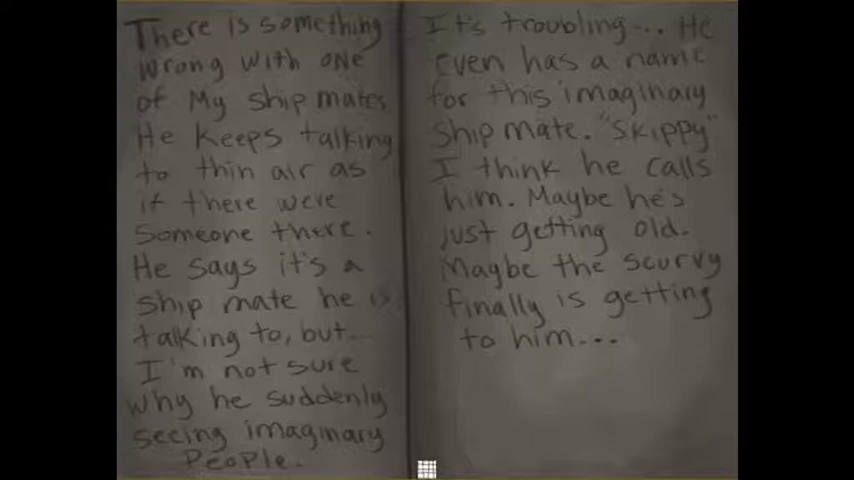 There is something
wrong with one
of My ship mates
He keeps talking
to thin air as
if there were
someone there.
He says it's a
ship mate he is
talking to, but...
I'm not sure
why he suddenly
seeing imaginary
People.
It's troubling... He
even has a name
for this imaginary
ship mate. "Skippy"
I think he calls
him. Maybe he's
just getting old.
Maybe the scurvy
finally is getting
to him...